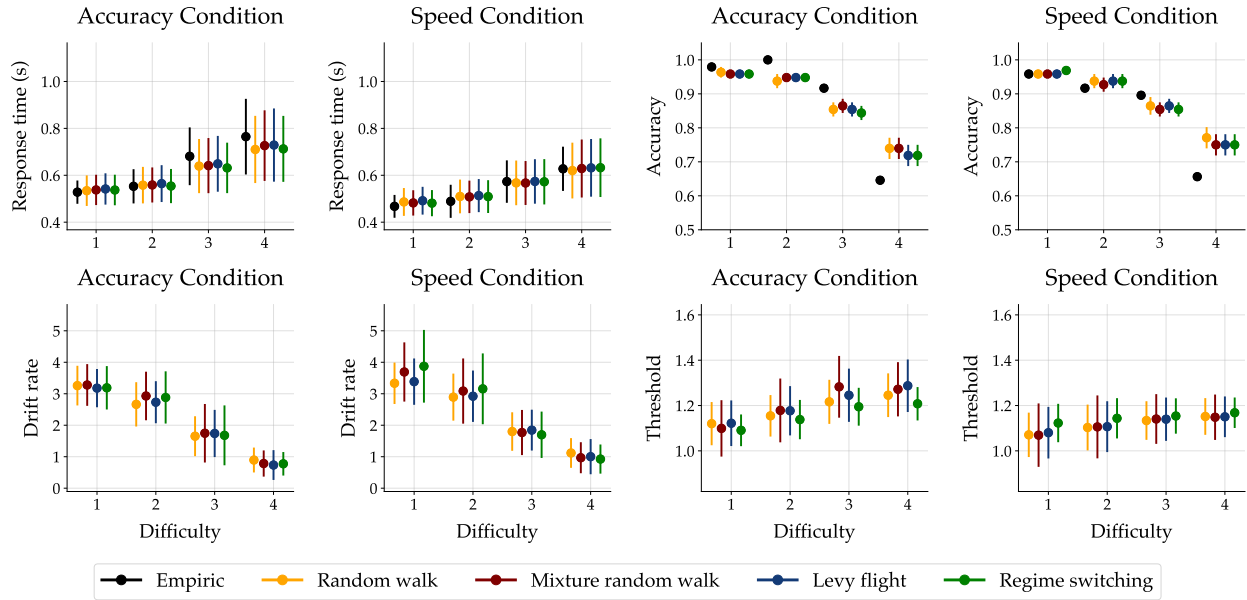 Accuracy Condition Speed Condition Accuracy Condition Speed Condition
Response time (s) 1.0 0.8 0.6 0.4 1 2 3 4
Response time (s) 1.0 0.8 0.6 0.4 1 2 3 4
Accuracy 1.0 0.9 0.8 0.7 0.6 0.5 1 2 3 4
Accuracy 1.0 0.9 0.8 0.7 0.6 0.5 1 2 3 4
Accuracy Condition Speed Condition Accuracy Condition Speed Condition
Drift rate 5 4 3 2 1 0 1 2 3 4
Drift rate 5 4 3 2 1 0 1 2 3 4
Threshold 1.6 1.4 1.2 1.0 1 2 3 4
Threshold 1.6 1.4 1.2 1.0 1 2 3 4
Difficulty Difficulty Difficulty Difficulty
Empiric Random walk Mixture random walk Levy flight Regime switching